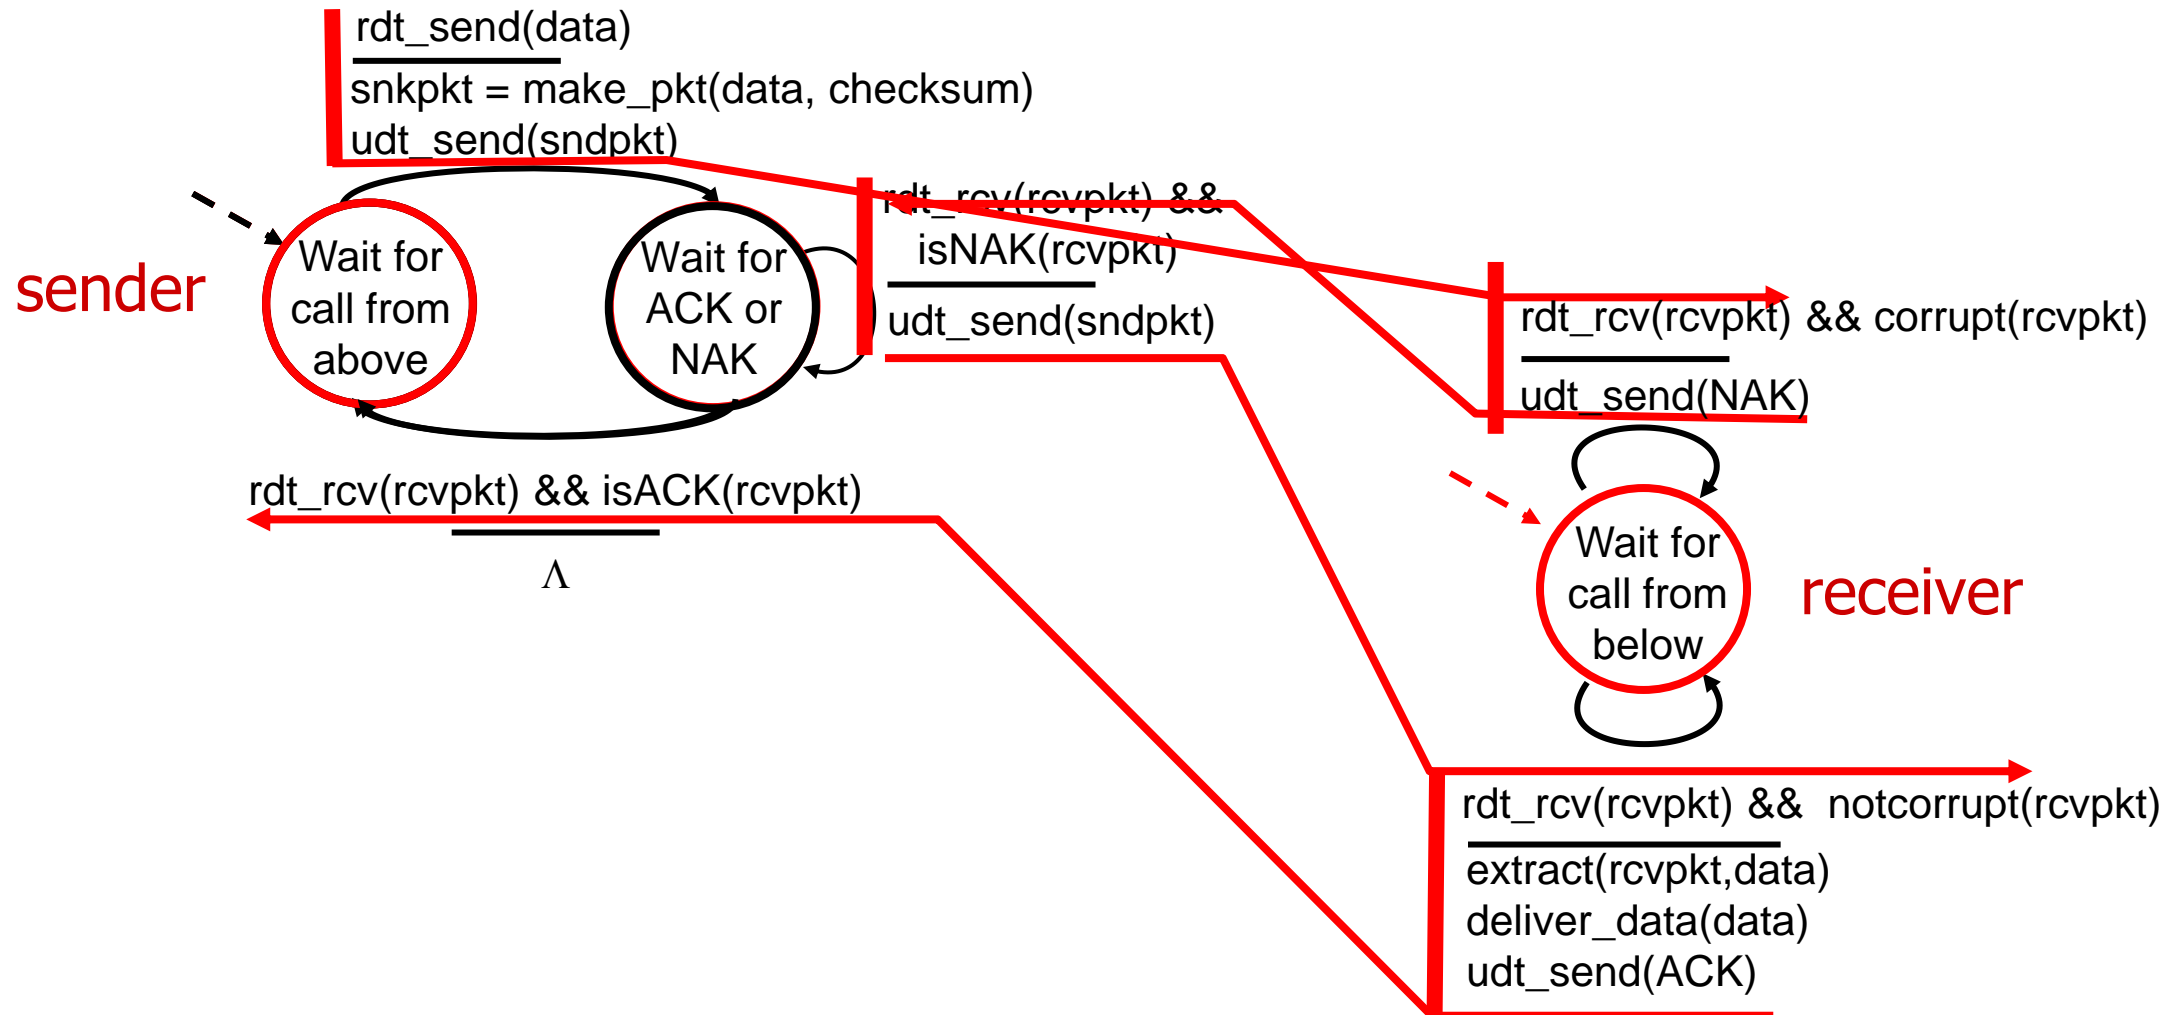 rdt_send(data)
snkpkt = make_pkt(data, checksum)
udt_send(sndpkt)
sender
Wait for
call from
above
Wait for
ACK or
NAK
rdt_rcv(rcvpkt) &&
isNAK(rcvpkt)
udt_send(sndpkt)
rdt_rcv(rcvpkt) && isACK(rcvpkt)
Λ
rdt_rcv(rcvpkt) && corrupt(rcvpkt)
udt_send(NAK)
Wait for
call from
below
receiver
rdt_rcv(rcvpkt) && notcorrupt(rcvpkt)
extract(rcvpkt,data)
deliver_data(data)
udt_send(ACK)